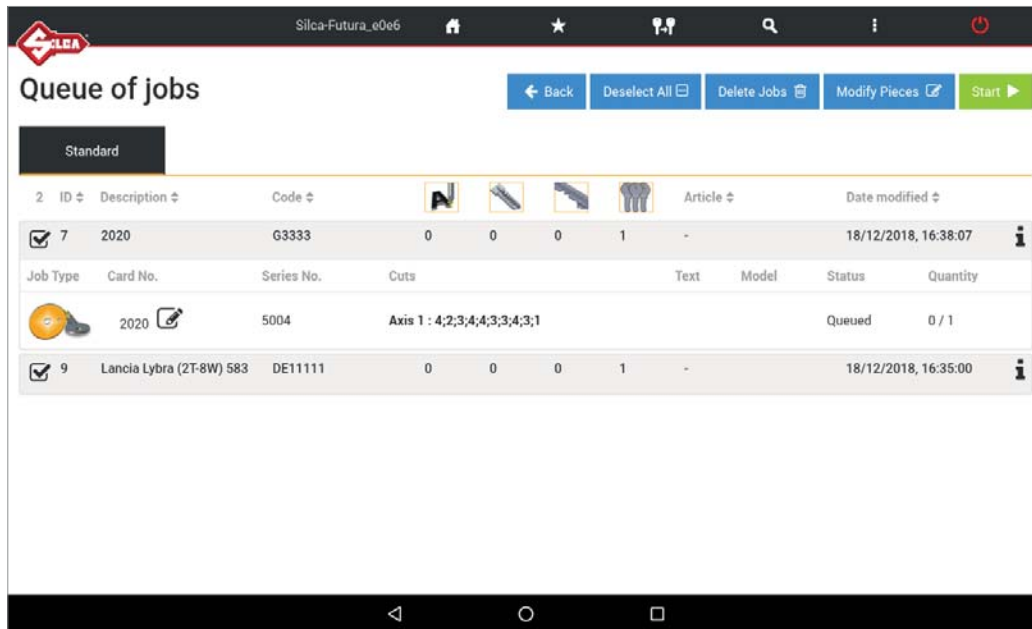 Silca-Futura_e0e6
SILCA
Queue of jobs
Back
Deselect All
Delete Jobs
Modify Pieces
Start
Standard
2 ID Description Code A Article Date modified
7 2020 G3333 0 0 0 1 - 18/12/2018, 16:38:07
Job Type Card No. Series No. Cuts Text Model Status Quantity
2020 5004 Axis 1 : 4;2;3;4;4;3;3;4;3;1 Queued 0 / 1
9 Lancia Lybra (2T-8W) 583 DE11111 0 0 0 1 - 18/12/2018, 16:35:00